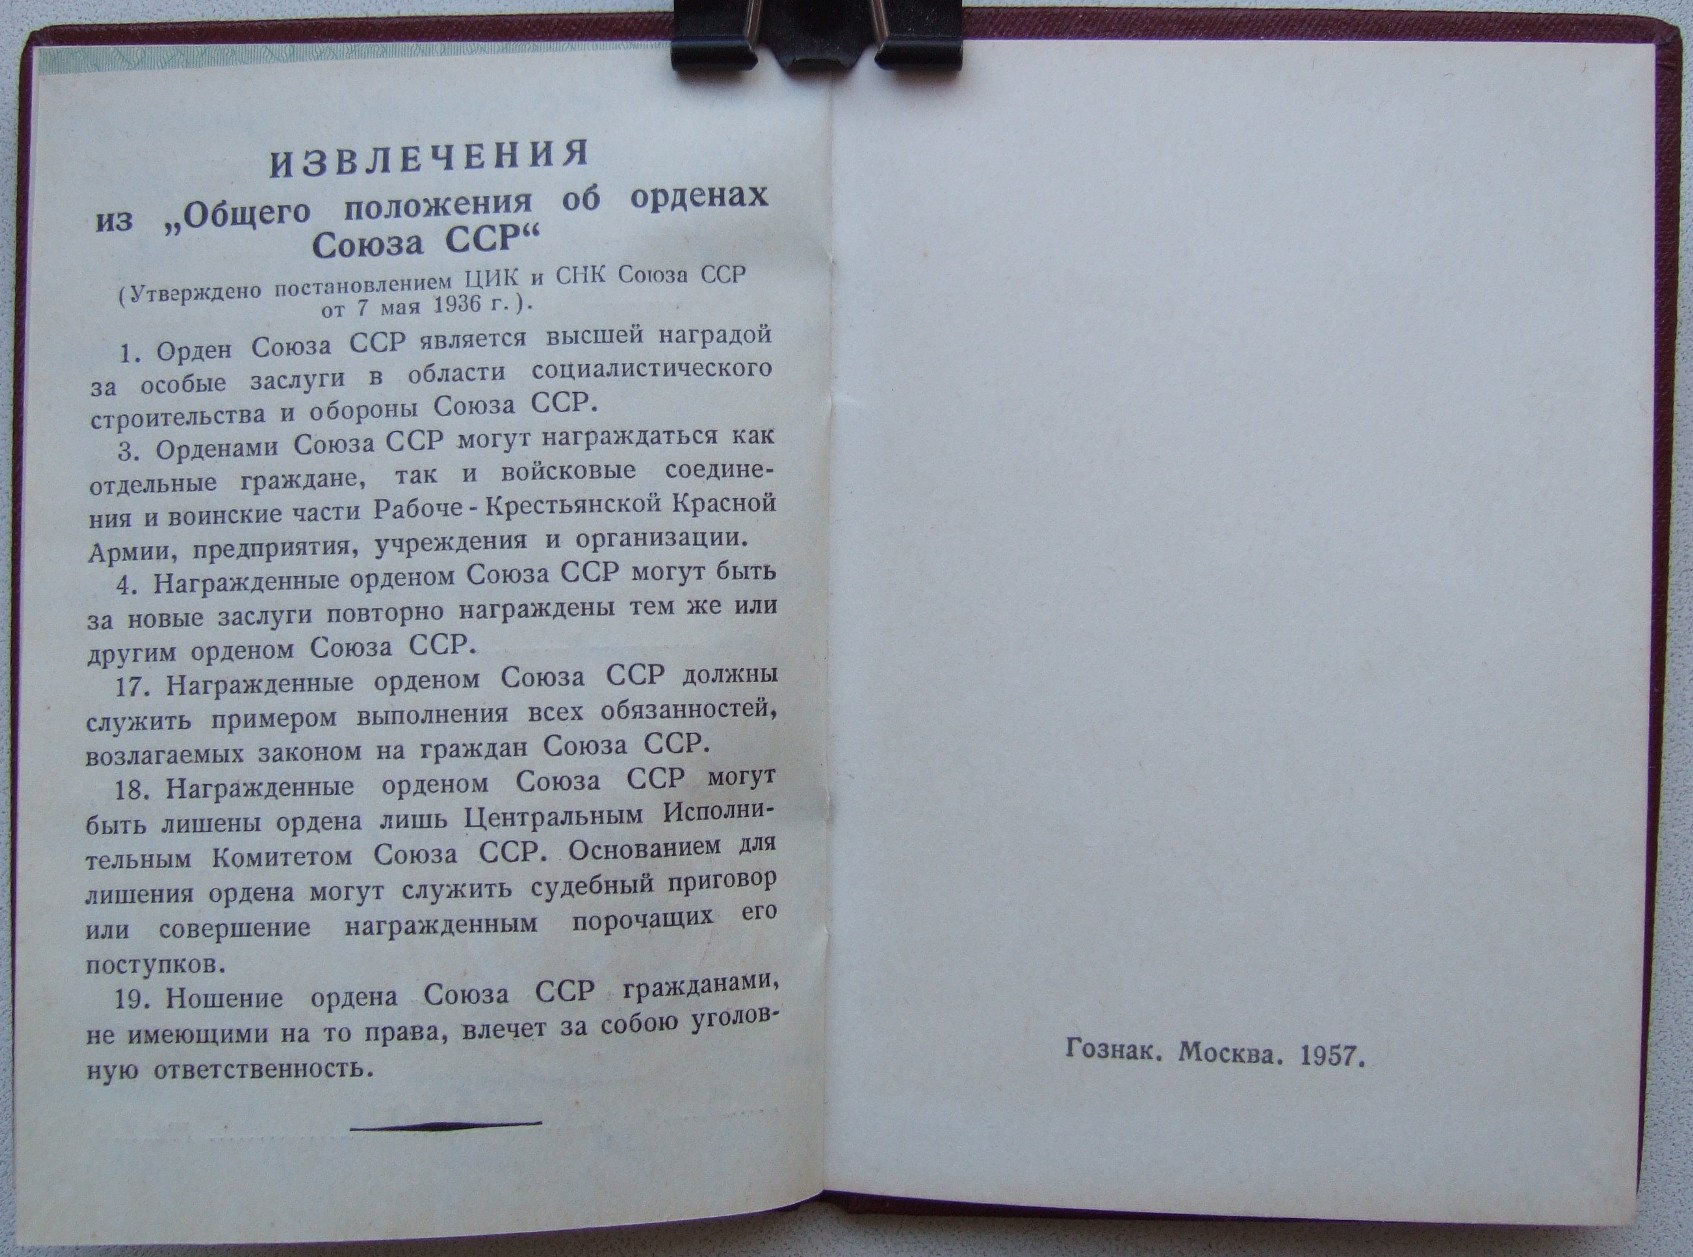 ИЗВЛЕЧЕНИЯ
из „Общего положения об орденах
Союза ССР“
(Утверждено постановлением ЦИК и СНК Союза ССР
от 7 мая 1936 г.).
1. Орден Союза ССР является высшей наградой
за особые заслуги в области социалистического
строительства и обороны Союза ССР.
3. Орденами Союза ССР могут награждаться как
отдельные граждане, так и войсковые соедине-
ния и воинские части Рабоче - Крестьянской Красной
Армии, предприятия, учреждения и организации.
4. Награжденные орденом Союза ССР могут быть
за новые заслуги повторно награждены тем же или
другим орденом Союза ССР.
17. Награжденные орденом Союза ССР должны
служить примером выполнения всех обязанностей,
возлагаемых законом на граждан Союза ССР.
18. Награжденные орденом Союза ССР могут
быть лишены ордена лишь Центральным Исполни-
тельным Комитетом Союза ССР. Основанием для
лишения ордена могут служить судебный приговор
или совершение награжденным порочащих его
поступков.
19. Ношение ордена Союза ССР гражданами,
не имеющими на то права, влечет за собою уголов-
ную ответственность.
Гознак. Москва. 1957.